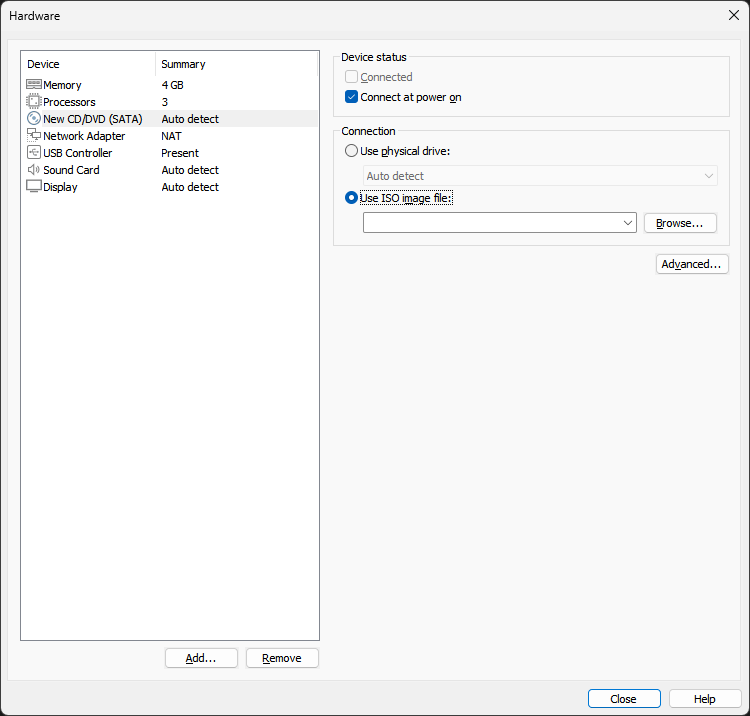 Hardware
Device Summary
Memory 4 GB
Processors 3
New CD/DVD (SATA) Auto detect
Network Adapter NAT
USB Controller Present
Sound Card Auto detect
Display Auto detect
Add... Remove
Device status
Connected
Connect at power on
Connection
Use physical drive:
Auto detect
Use ISO image file:
Browse...
Advanced...
Close Help